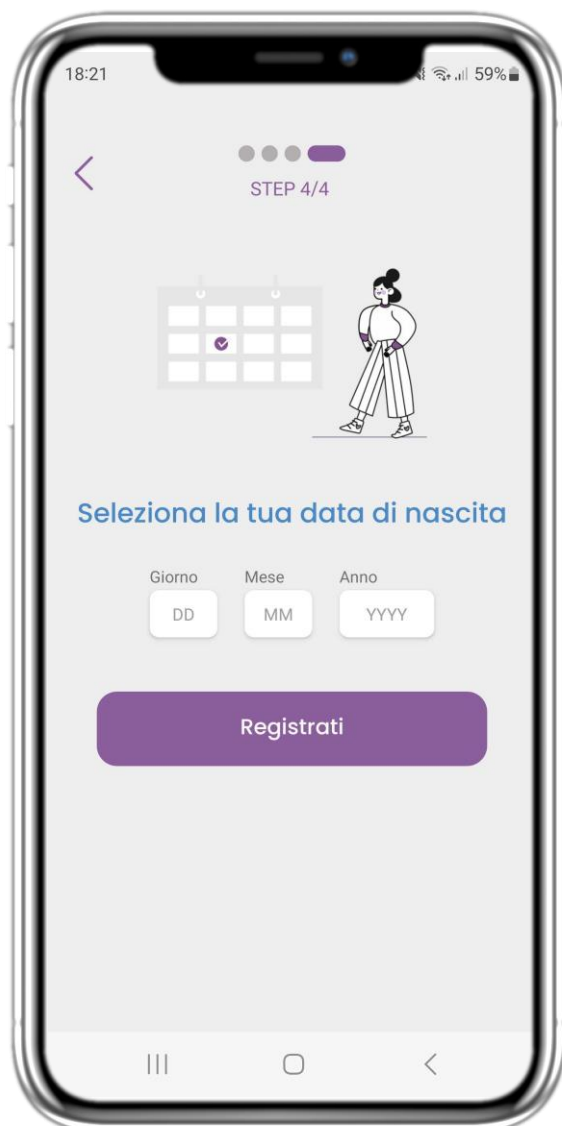 18:21
59%
STEP 4/4
Seleziona la tua data di nascita
Giorno Mese Anno
DD MM YYYY
Registrati